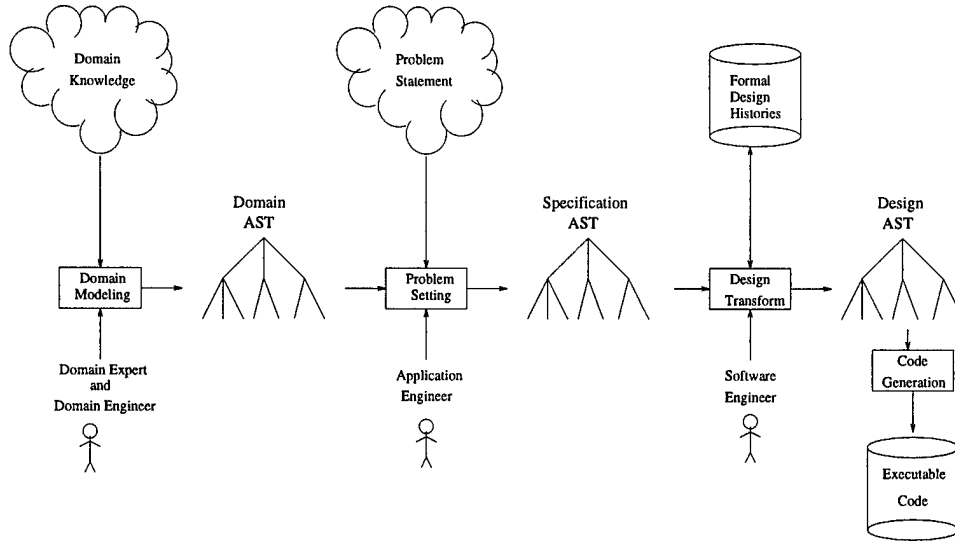 Domain
Knowledge
Problem
Statement
Formal
Design
Histories
Domain
AST
Specification
AST
Design
AST
Domain
Modeling
Problem
Setting
Design
Transform
Domain Expert
and
Domain Engineer
Application
Engineer
Software
Engineer
Code
Generation
Executable
Code